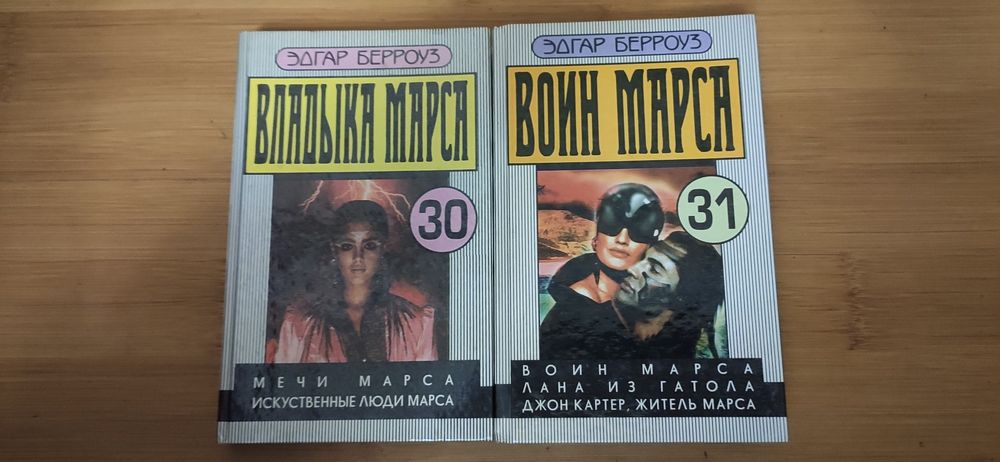 ЭДГАР БЕРРОУЗ
ВЛАДЫКА МАРСА
30
МЕЧИ МАРСА
ИСКУСТВЕННЫЕ ЛЮДИ МАРСА
ЭДГАР БЕРРОУЗ
ВОИН МАРСА
31
ВОИН МАРСА
ЛАНА ИЗ ГАТОЛА
ДЖОН КАРТЕР, ЖИТЕЛЬ МАРСА